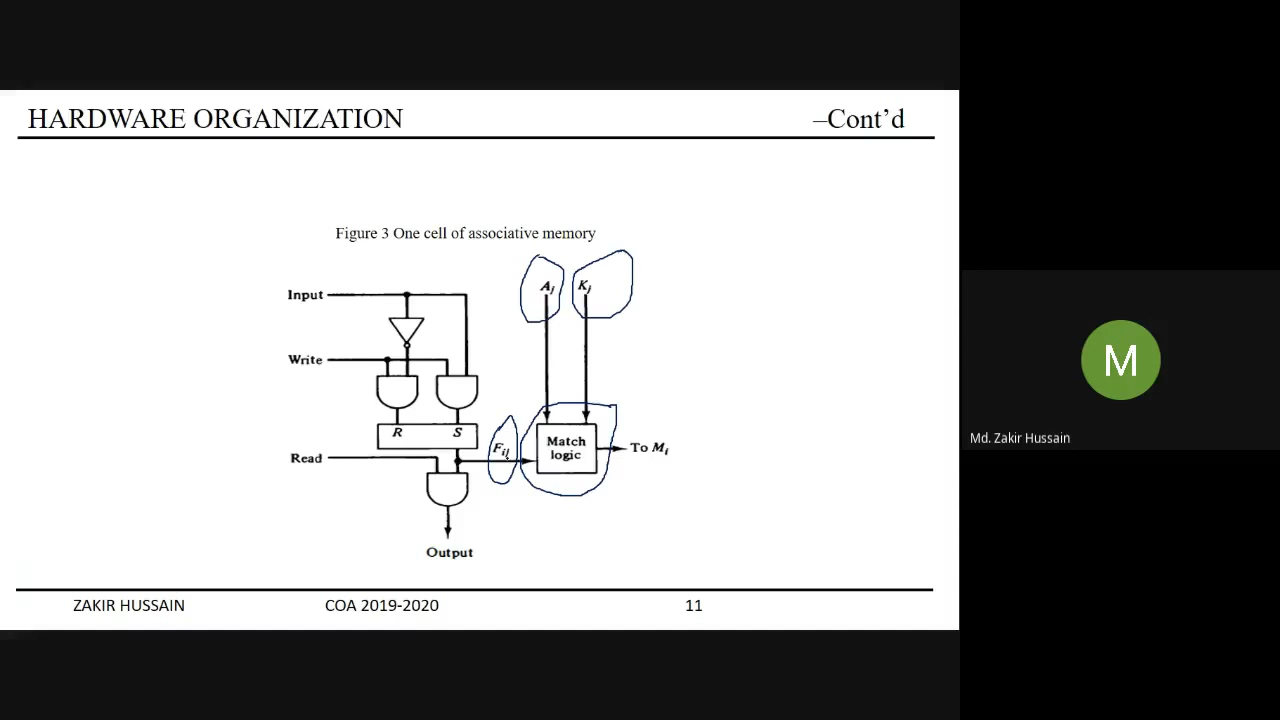 HARDWARE ORGANIZATION –Cont’d
Figure 3 One cell of associative memory
Aj Kj
Input
Write
R S
Match
logic
Fij
To Mi
Read
Output
ZAKIR HUSSAIN COA 2019-2020 11
M
Md. Zakir Hussain